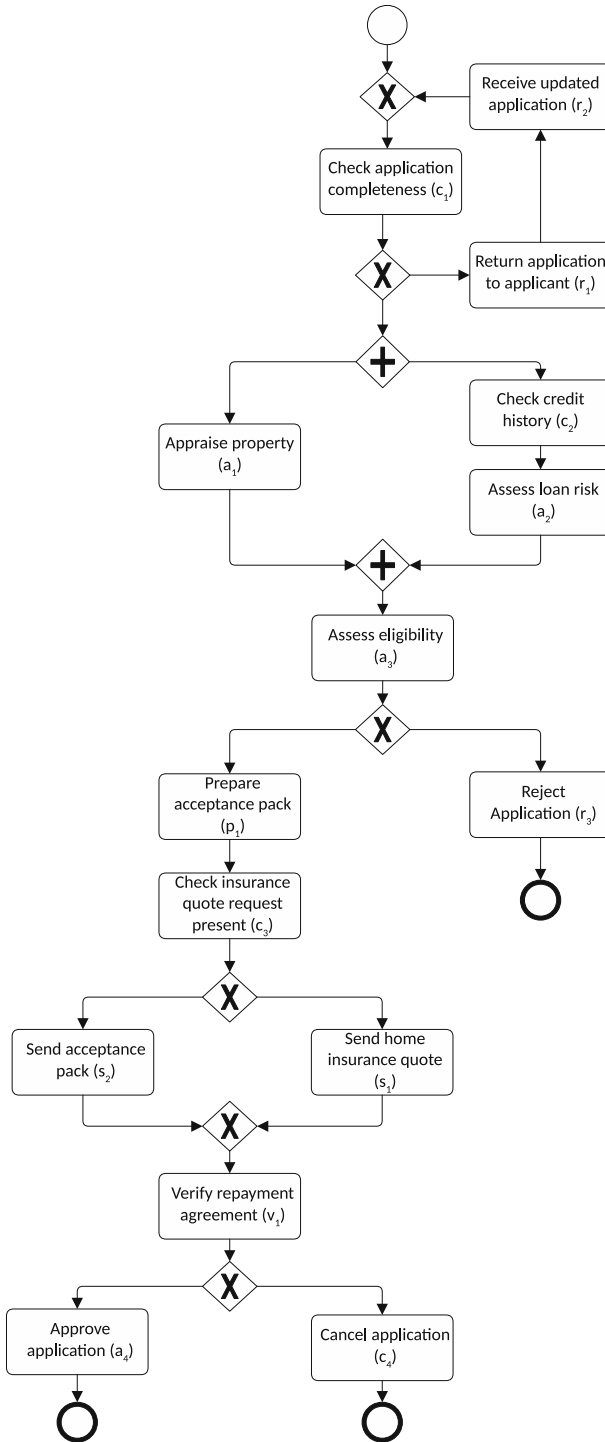 Receive updated
application (r₂)
X
Check application
completeness (c₁)
X
Return application
to applicant (r₁)
+
Check credit
history (c₂)
Appraise property
(a₁)
Assess loan risk
(a₂)
+
Assess eligibility
(a₃)
X
Prepare
acceptance pack
(p₁)
Reject
Application (r₃)
Check insurance
quote request
present (c₃)
X
Send acceptance
pack (s₂)
Send home
insurance quote
(s₁)
X
Verify repayment
agreement (v₁)
X
Approve
application (a₄)
Cancel application
(c₄)